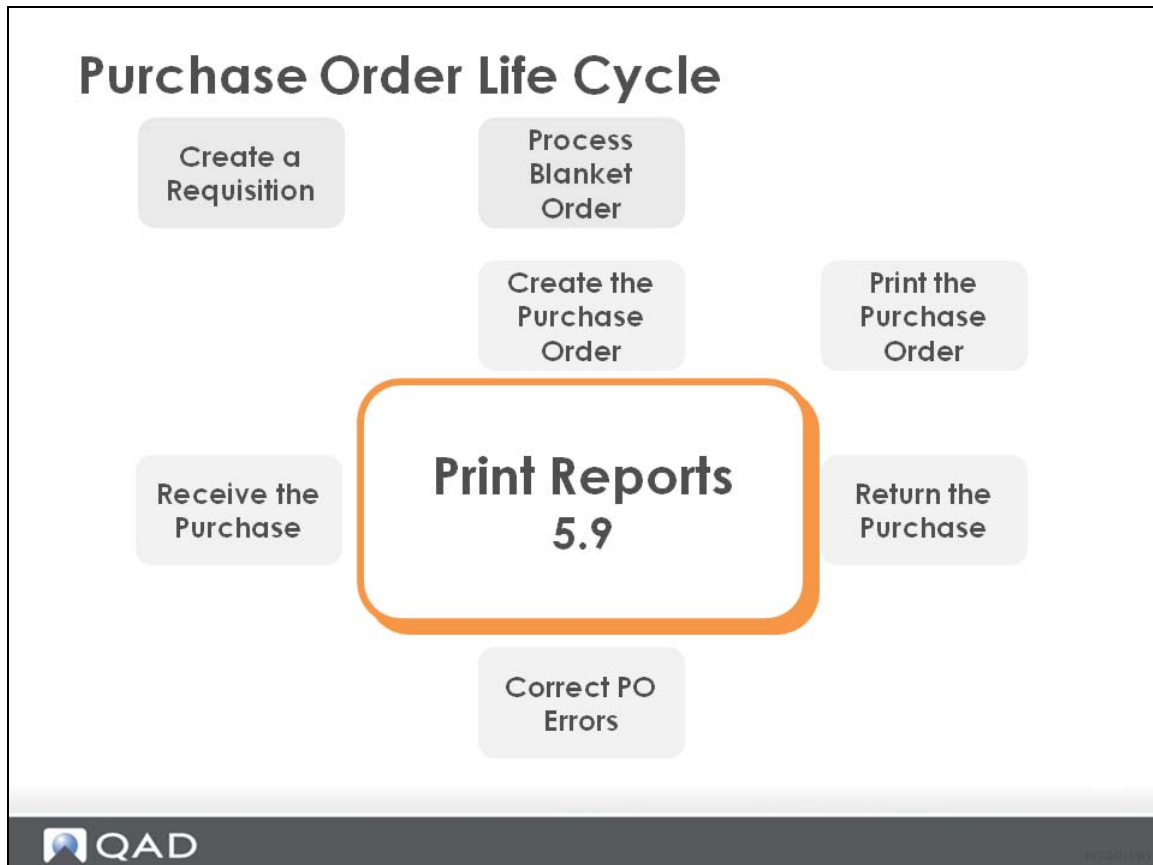 Purchase Order Life Cycle
Create a
Requisition
Process
Blanket
Order
Create the
Purchase
Order
Print the
Purchase
Order
Receive the
Purchase
Print Reports
5.9
Return the
Purchase
Correct PO
Errors
QAD